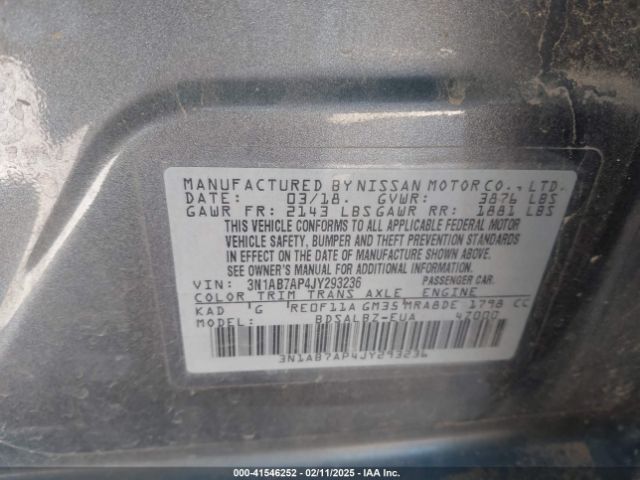 MANUFACTURED BY NISSAN MOTOR CO., LTD.
DATE: 03/18. GVWR: 3876 LBS
GAWR FR: 2143 LBS GAWR RR: 1881 LBS
THIS VEHICLE CONFORMS TO ALL APPLICABLE FEDERAL MOTOR
VEHICLE SAFETY, BUMPER AND THEFT PREVENTION STANDARDS
IN EFFECT ON THE DATE OF MANUFACTURE SHOWN ABOVE.
SEE OWNER'S MANUAL FOR ADDITIONAL INFORMATION.
VIN: 3N1AB7AP4JY293236 PASSENGER CAR.
COLOR TRIM TRANS AXLE ENGINE
KAD G RE0F11A GM35 MRA8DE 1798 CC
MODEL: BDSALBZ-EUA 47000
3N1AB7AP4JY293236
000-41546252 - 02/11/2025 - IAA Inc.